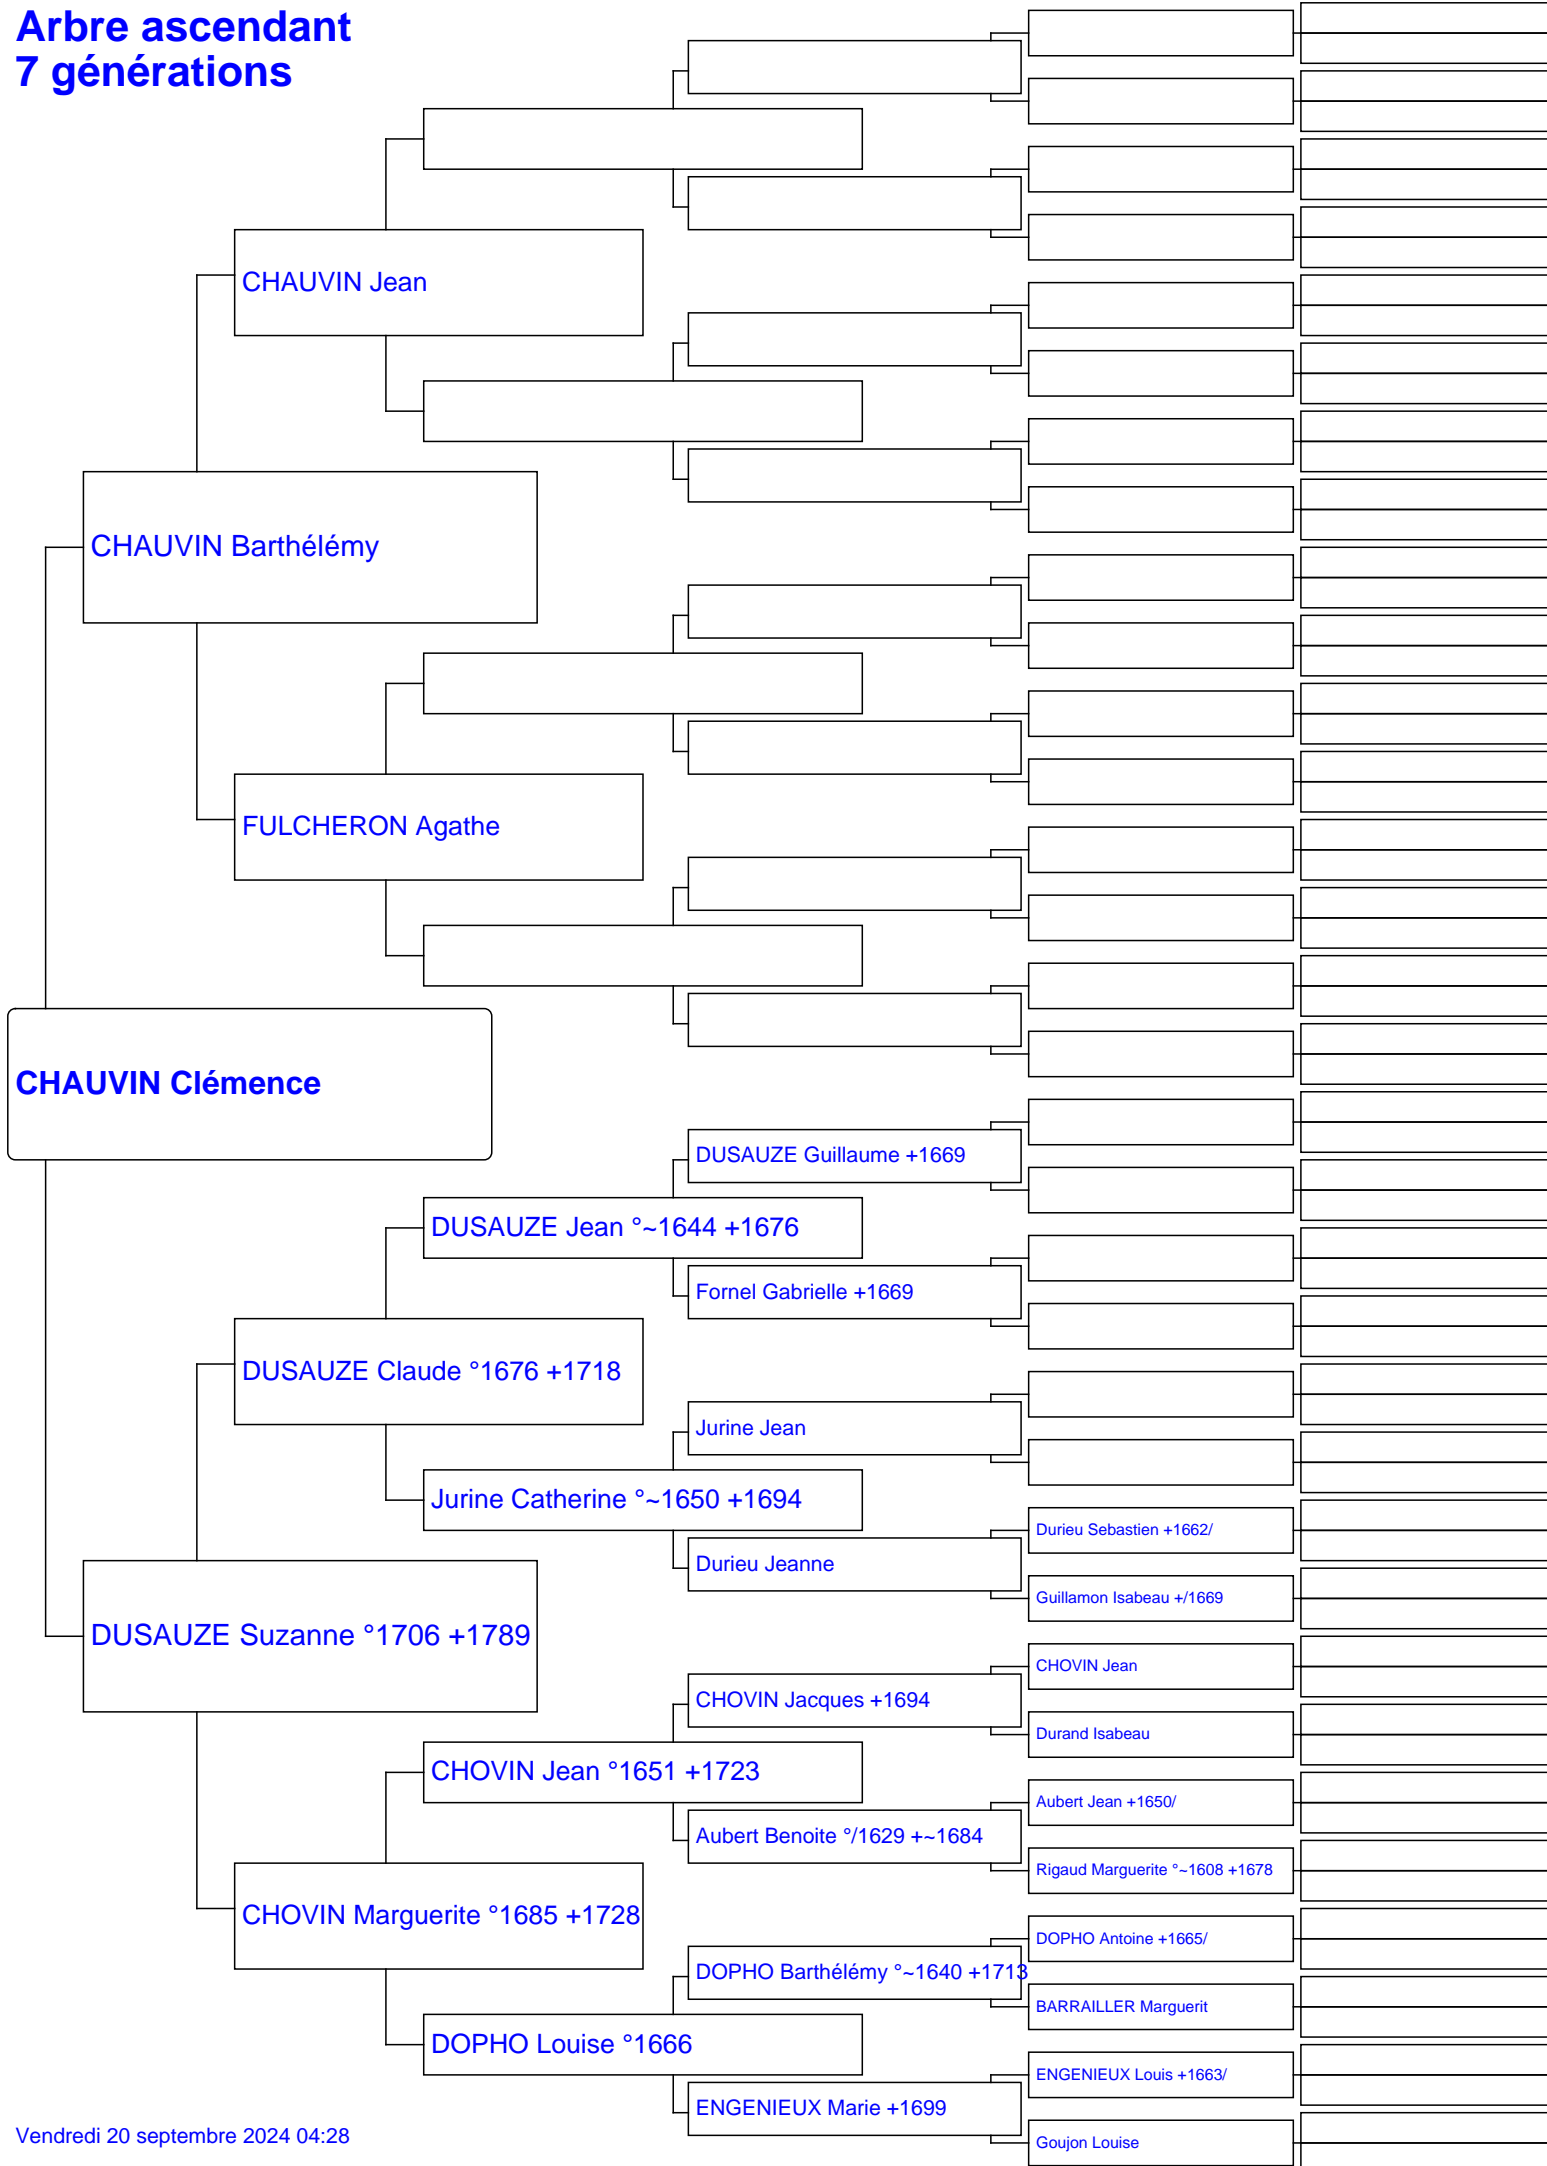 Arbre ascendant
7 générations
CHAUVIN Jean
CHAUVIN Barthélémy
FULCHERON Agathe
CHAUVIN Clémence
DUSAUZE Guillaume +1669
DUSAUZE Jean °~1644 +1676
Fornel Gabrielle +1669
DUSAUZE Claude °1676 +1718
Jurine Jean
Jurine Catherine °~1650 +1694
Durieu Sebastien +1662/
Durieu Jeanne
Guillamon Isabeau +/1669
DUSAUZE Suzanne °1706 +1789
CHOVIN Jean
CHOVIN Jacques +1694
Durand Isabeau
CHOVIN Jean °1651 +1723
Aubert Jean +1650/
Aubert Benoite °/1629 +~1684
Rigaud Marguerite °~1608 +1678
CHOVIN Marguerite °1685 +1728
DOPHO Antoine +1665/
DOPHO Barthélémy °~1640 +1713
BARRAILLER Marguerit
DOPHO Louise °1666
ENGENIEUX Louis +1663/
ENGENIEUX Marie +1699
Goujon Louise
Vendredi 20 septembre 2024 04:28